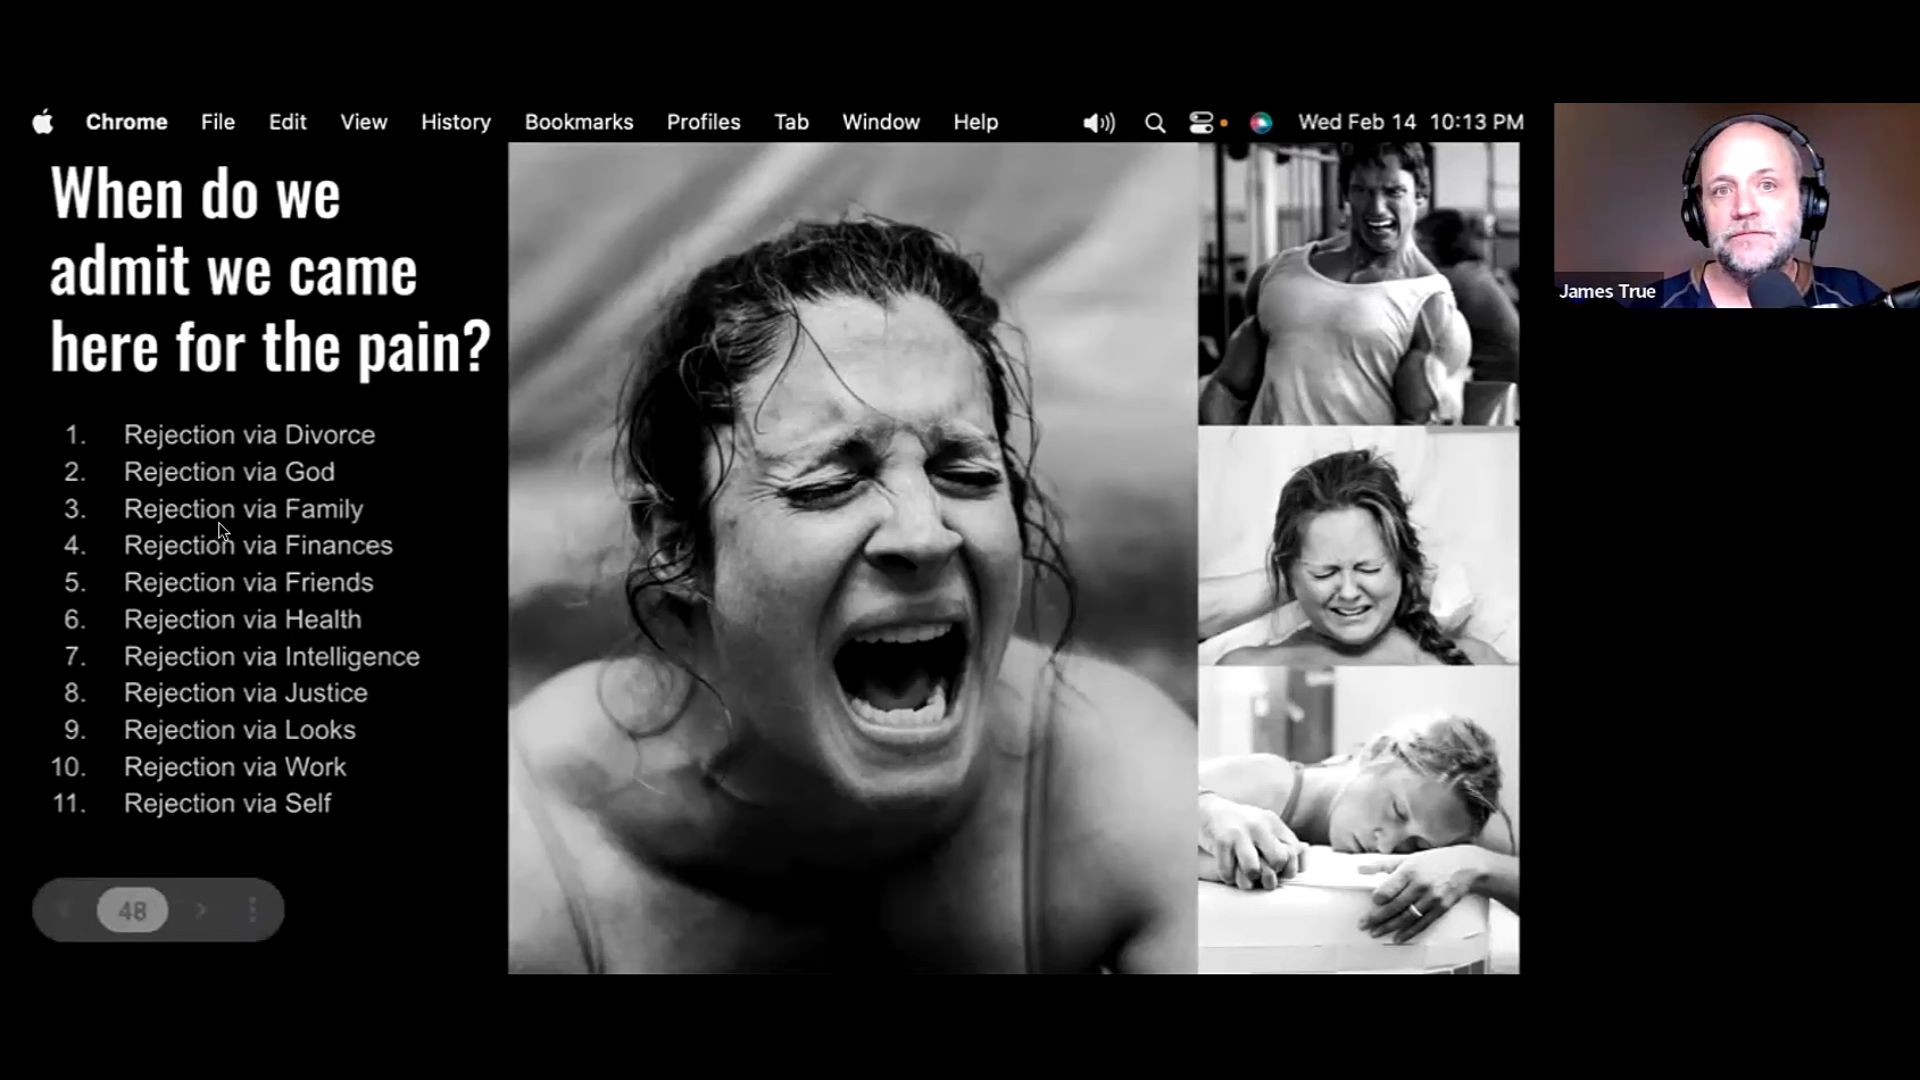 Chrome File Edit View History Bookmarks Profiles Tab Window Help Wed Feb 14 10:13 PM
When do we
admit we came
here for the pain?
1. Rejection via Divorce
2. Rejection via God
3. Rejection via Family
4. Rejection via Finances
5. Rejection via Friends
6. Rejection via Health
7. Rejection via Intelligence
8. Rejection via Justice
9. Rejection via Looks
10. Rejection via Work
11. Rejection via Self
48
James True